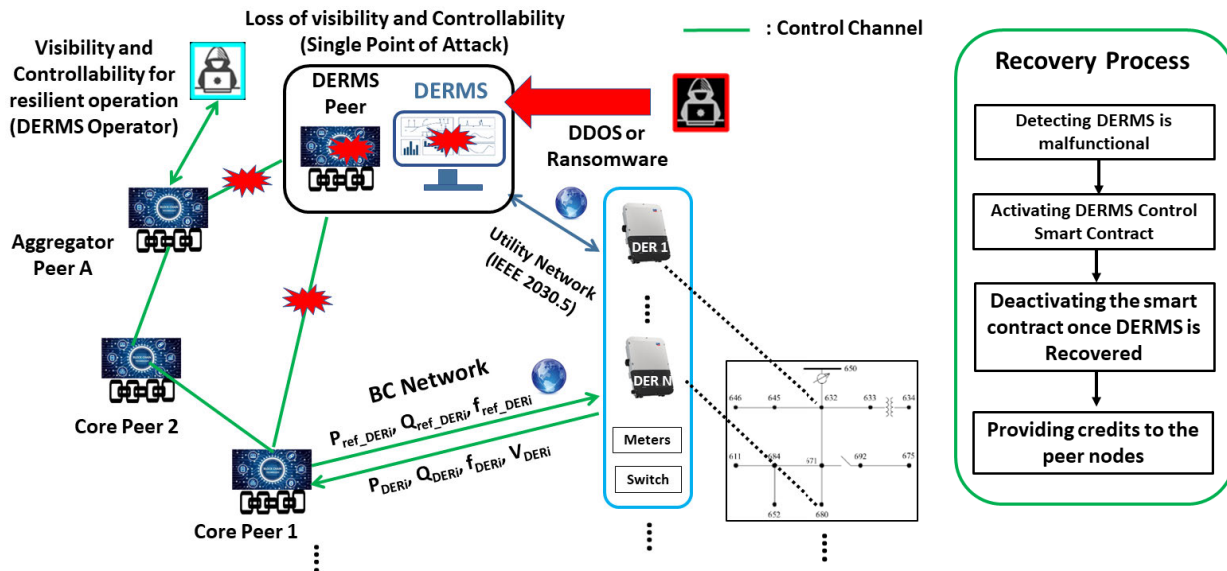 Loss of visibility and Controllability
(Single Point of Attack)
: Control Channel
Visibility and
Controllability for
resilient operation
(DERMS Operator)
DERMS
Peer
DERMS
DDOS or
Ransomware
Aggregator
Peer A
Utility Network
(IEEE 2030.5)
DER 1
DER N
Core Peer 2
BC Network
Pref_DERi, Qref_DERi, fref_DERi
PDERi, QDERi, fDERi, VDERi
Core Peer 1
Meters
Switch
650
646
645
632
633
634
611
684
671
692
675
652
680
Recovery Process
Detecting DERMS is
malfunctional
Activating DERMS Control
Smart Contract
Deactivating the smart
contract once DERMS is
Recovered
Providing credits to the
peer nodes